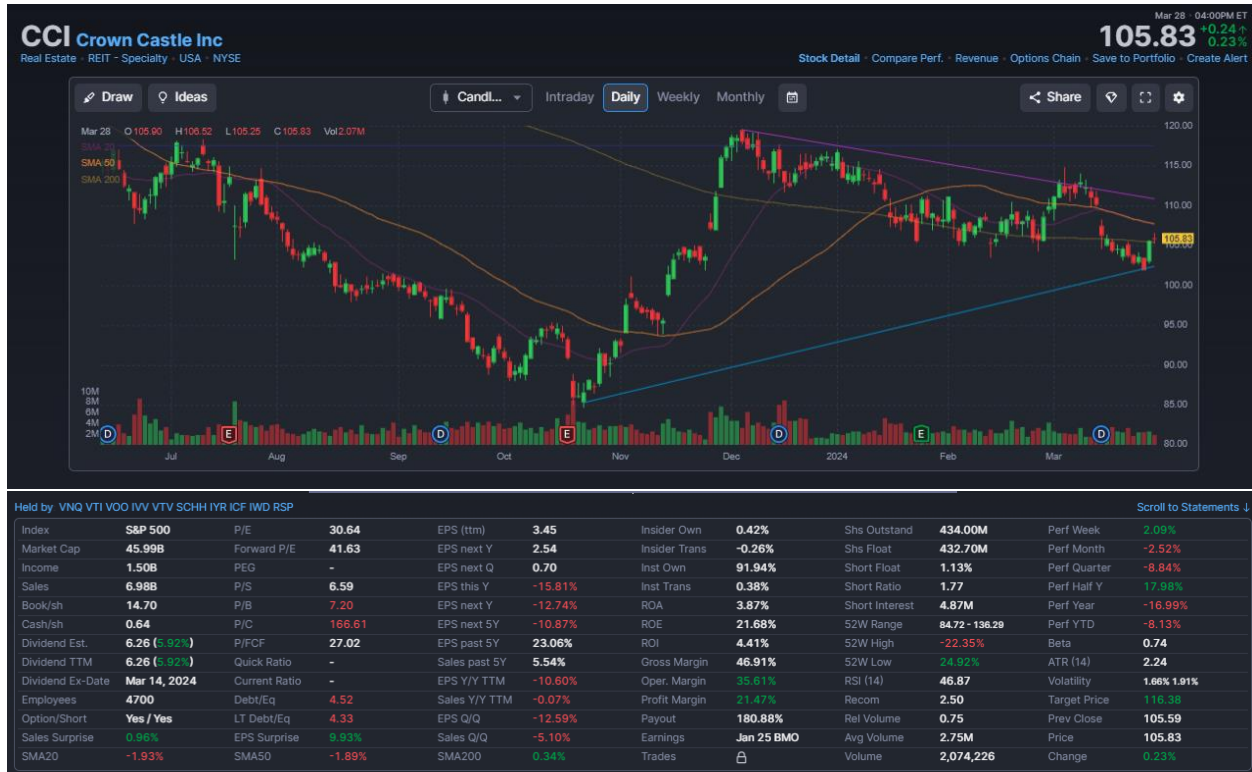 Mar 28 · 04:00PM ET
CCI Crown Castle Inc
105.83 +0.24↑
0.23%
Real Estate · REIT - Specialty · USA · NYSE
Stock Detail · Compare Perf. · Revenue · Options Chain · Save to Portfolio · Create Alert
Draw Ideas Candl... Intraday Daily Weekly Monthly Share
Mar 28 O105.90 H106.52 L105.25 C105.83 Vol2.07M
120.00
SMA 20
SMA 50
115.00
SMA 200
110.00
105.83
105.00
100.00
95.00
90.00
10M
8M
85.00
6M
4M
2M D E D E D E D
80.00
Jul Aug Sep Oct Nov Dec 2024 Feb Mar
Held by VNQ VTI VOO IVV VTV SCHH IYR ICF IWD RSP Scroll to Statements ↓
Index S&P 500 P/E 30.64 EPS (ttm) 3.45 Insider Own 0.42% Shs Outstand 434.00M Perf Week 2.09%
Market Cap 45.99B Forward P/E 41.63 EPS next Y 2.54 Insider Trans -0.26% Shs Float 432.70M Perf Month -2.52%
Income 1.50B PEG - EPS next Q 0.70 Inst Own 91.94% Short Float 1.13% Perf Quarter -8.84%
Sales 6.98B P/S 6.59 EPS this Y -15.81% Inst Trans 0.38% Short Ratio 1.77 Perf Half Y 17.98%
Book/sh 14.70 P/B 7.20 EPS next Y -12.74% ROA 3.87% Short Interest 4.87M Perf Year -16.99%
Cash/sh 0.64 P/C 166.61 EPS next 5Y -10.87% ROE 21.68% 52W Range 84.72 - 136.29 Perf YTD -8.13%
Dividend Est. 6.26 (5.92%) P/FCF 27.02 EPS past 5Y 23.06% ROI 4.41% 52W High -22.35% Beta 0.74
Dividend TTM 6.26 (5.92%) Quick Ratio - Sales past 5Y 5.54% Gross Margin 46.91% 52W Low 24.92% ATR (14) 2.24
Dividend Ex-Date Mar 14, 2024 Current Ratio - EPS Y/Y TTM -10.60% Oper. Margin 35.61% RSI (14) 46.87 Volatility 1.66% 1.91%
Employees 4700 Debt/Eq 4.52 Sales Y/Y TTM -0.07% Profit Margin 21.47% Recom 2.50 Target Price 116.38
Option/Short Yes / Yes LT Debt/Eq 4.33 EPS Q/Q -12.59% Payout 180.88% Rel Volume 0.75 Prev Close 105.59
Sales Surprise 0.96% EPS Surprise 9.93% Sales Q/Q -5.10% Earnings Jan 25 BMO Avg Volume 2.75M Price 105.83
SMA20 -1.93% SMA50 -1.89% SMA200 0.34% Trades Volume 2,074,226 Change 0.23%